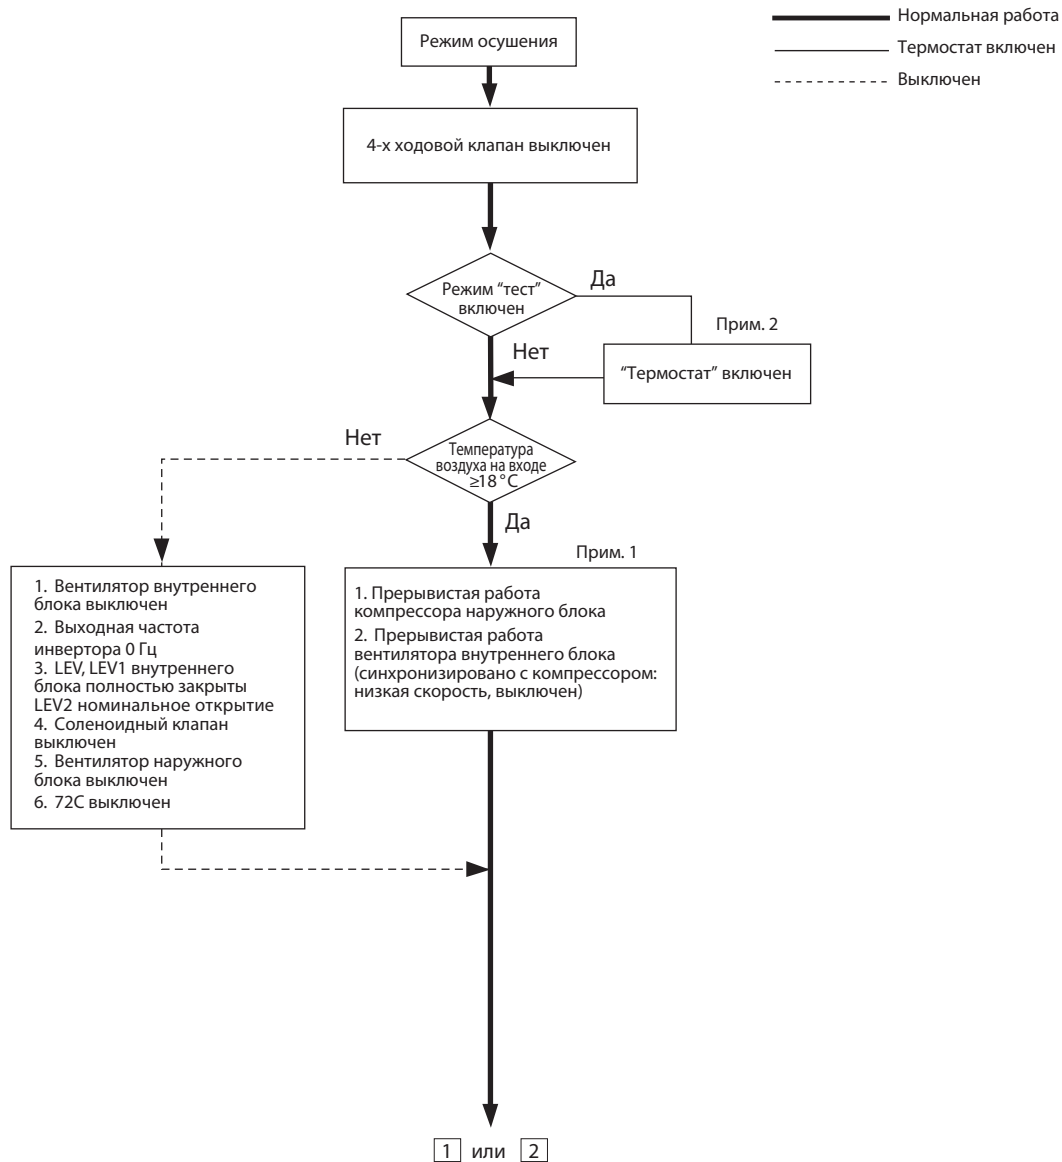 Нормальная работа
Термостат включен
Выключен
Режим осушения
4-х ходовой клапан выключен
Режим “тест”
включен
Да
Нет
Прим. 2
“Термостат” включен
Температура
воздуха на входе
≥18°C
Нет
Да
1. Вентилятор внутреннего
блока выключен
2. Выходная частота
инвертора 0 Гц
3. LEV, LEV1 внутреннего
блока полностью закрыты
LEV2 номинальное открытие
4. Соленоидный клапан
выключен
5. Вентилятор наружного
блока выключен
6. 72C выключен
Прим. 1
1. Прерывистая работа
компрессора наружного блока
2. Прерывистая работа
вентилятора внутреннего блока
(синхронизировано с компрессором:
низкая скорость, выключен)
1 или 2